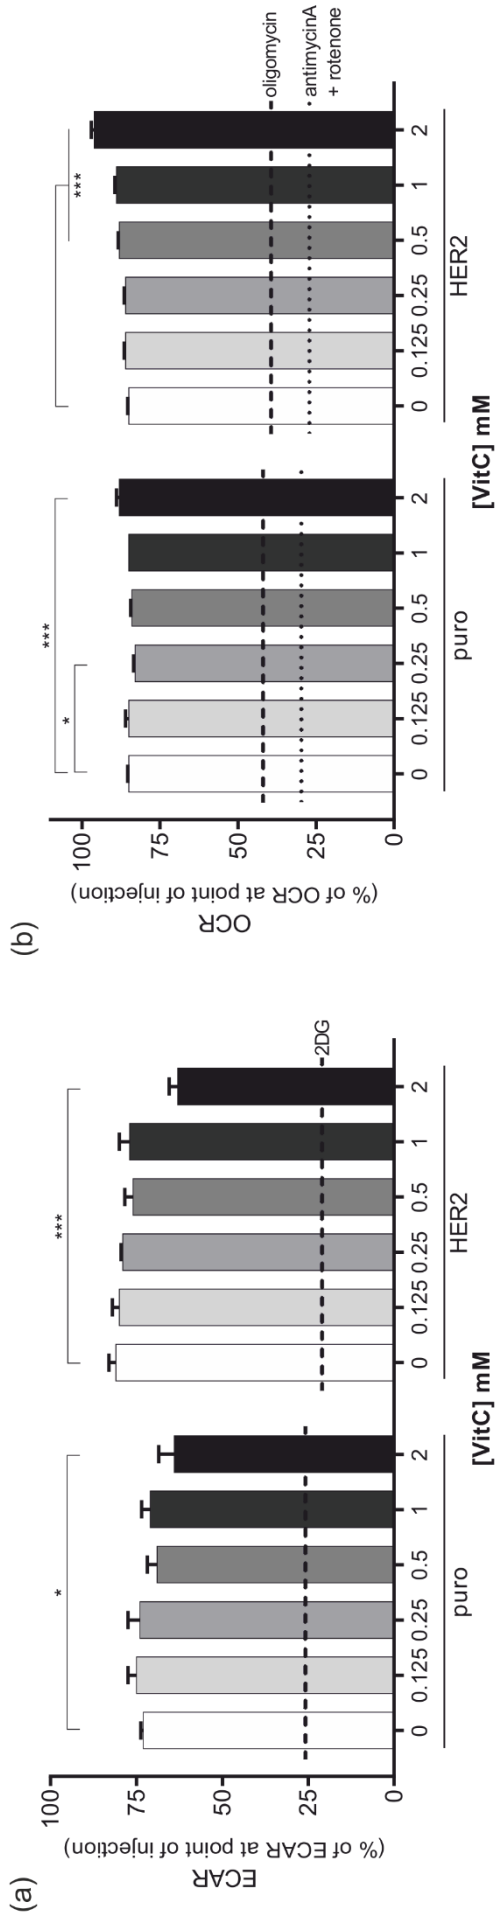 (a)
ECAR
(% of ECAR at point of injection)
100
75
50
25
0
*
***
2DG
0 0.125 0.25 0.5 1 2
0 0.125 0.25 0.5 1 2
puro
HER2
[VitC] mM
(b)
OCR
(% of OCR at point of injection)
100
75
50
25
0
***
*
***
oligomycin
antimycinA
+ rotenone
0 0.125 0.25 0.5 1 2
0 0.125 0.25 0.5 1 2
puro
HER2
[VitC] mM